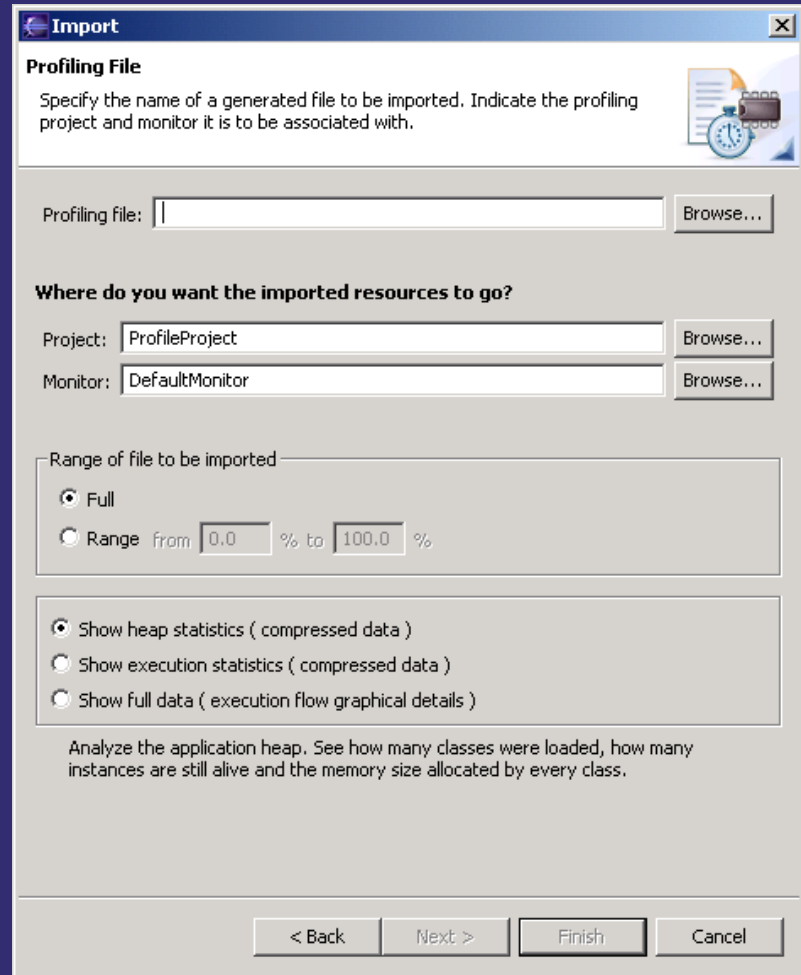 Import
Profiling File
Specify the name of a generated file to be imported. Indicate the profiling
project and monitor it is to be associated with.
Profiling file: Browse...
Where do you want the imported resources to go?
Project: ProfileProject Browse...
Monitor: DefaultMonitor Browse...
Range of file to be imported
Full
Range from 0.0 % to 100.0 %
Show heap statistics ( compressed data )
Show execution statistics ( compressed data )
Show full data ( execution flow graphical details )
Analyze the application heap. See how many classes were loaded, how many
instances are still alive and the memory size allocated by every class.
< Back Next > Finish Cancel